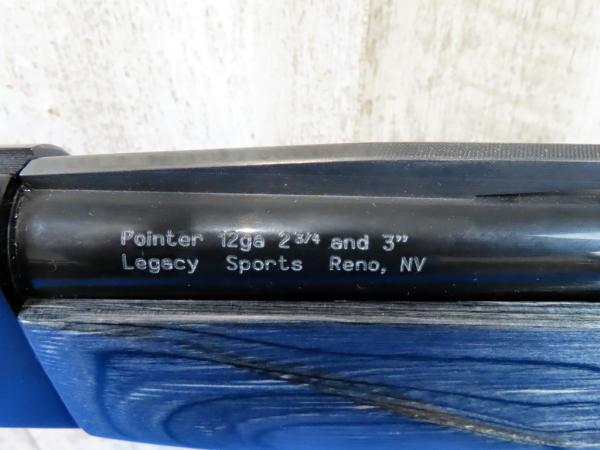 Pointer 12ga 2 3/4 and 3"
Legacy Sports Reno, NV